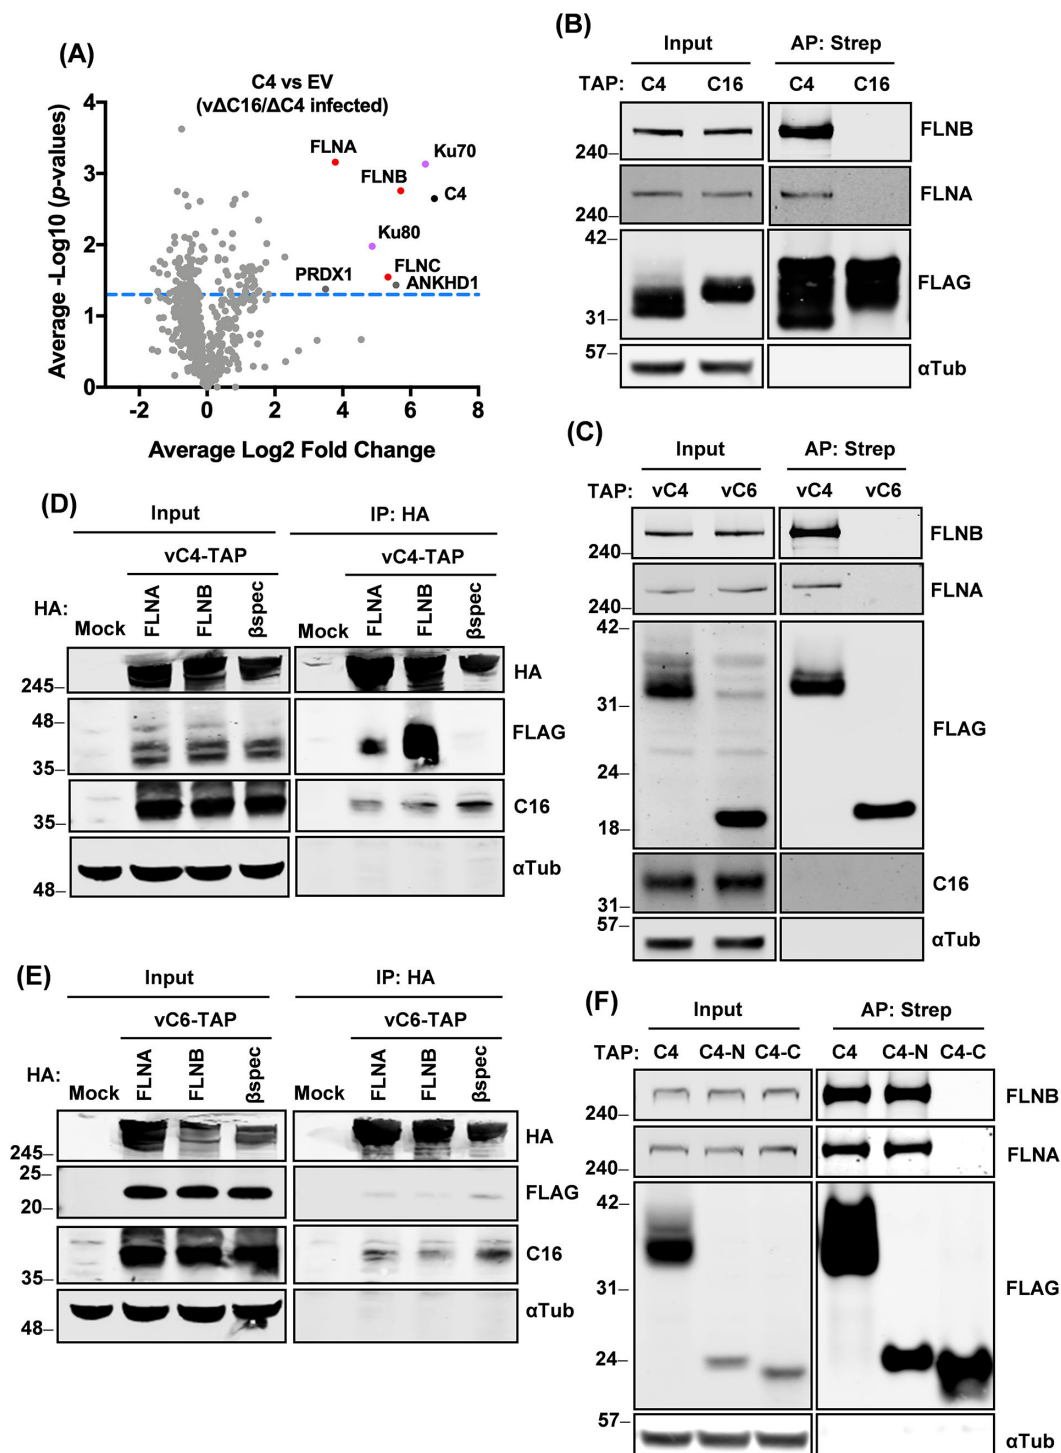 (A)
C4 vs EV
(vΔC16/ΔC4 infected)
Average -Log10 (p-values)
4
3
2
1
0
FLNA
Ku70
FLNB
C4
Ku80
FLNC
PRDX1
ANKHD1
-2 0 2 4 6 8
Average Log2 Fold Change
(B)
Input AP: Strep
TAP: C4 C16 C4 C16
FLNB
240–
FLNA
240–
42–
FLAG
31–
57–
αTub
(C)
Input AP: Strep
TAP: vC4 vC6 vC4 vC6
FLNB
240–
FLNA
240–
42–
31–
FLAG
24–
18–
C16
31–
57–
αTub
(D)
Input IP: HA
vC4-TAP vC4-TAP
HA: Mock FLNA FLNB βspec Mock FLNA FLNB βspec
HA
245–
48–
FLAG
35–
C16
35–
αTub
48–
(E)
Input IP: HA
vC6-TAP vC6-TAP
HA: Mock FLNA FLNB βspec Mock FLNA FLNB βspec
HA
245–
25–
FLAG
20–
C16
35–
αTub
48–
(F)
Input AP: Strep
TAP: C4 C4-N C4-C C4 C4-N C4-C
FLNB
240–
FLNA
240–
42–
31–
FLAG
24–
57–
αTub